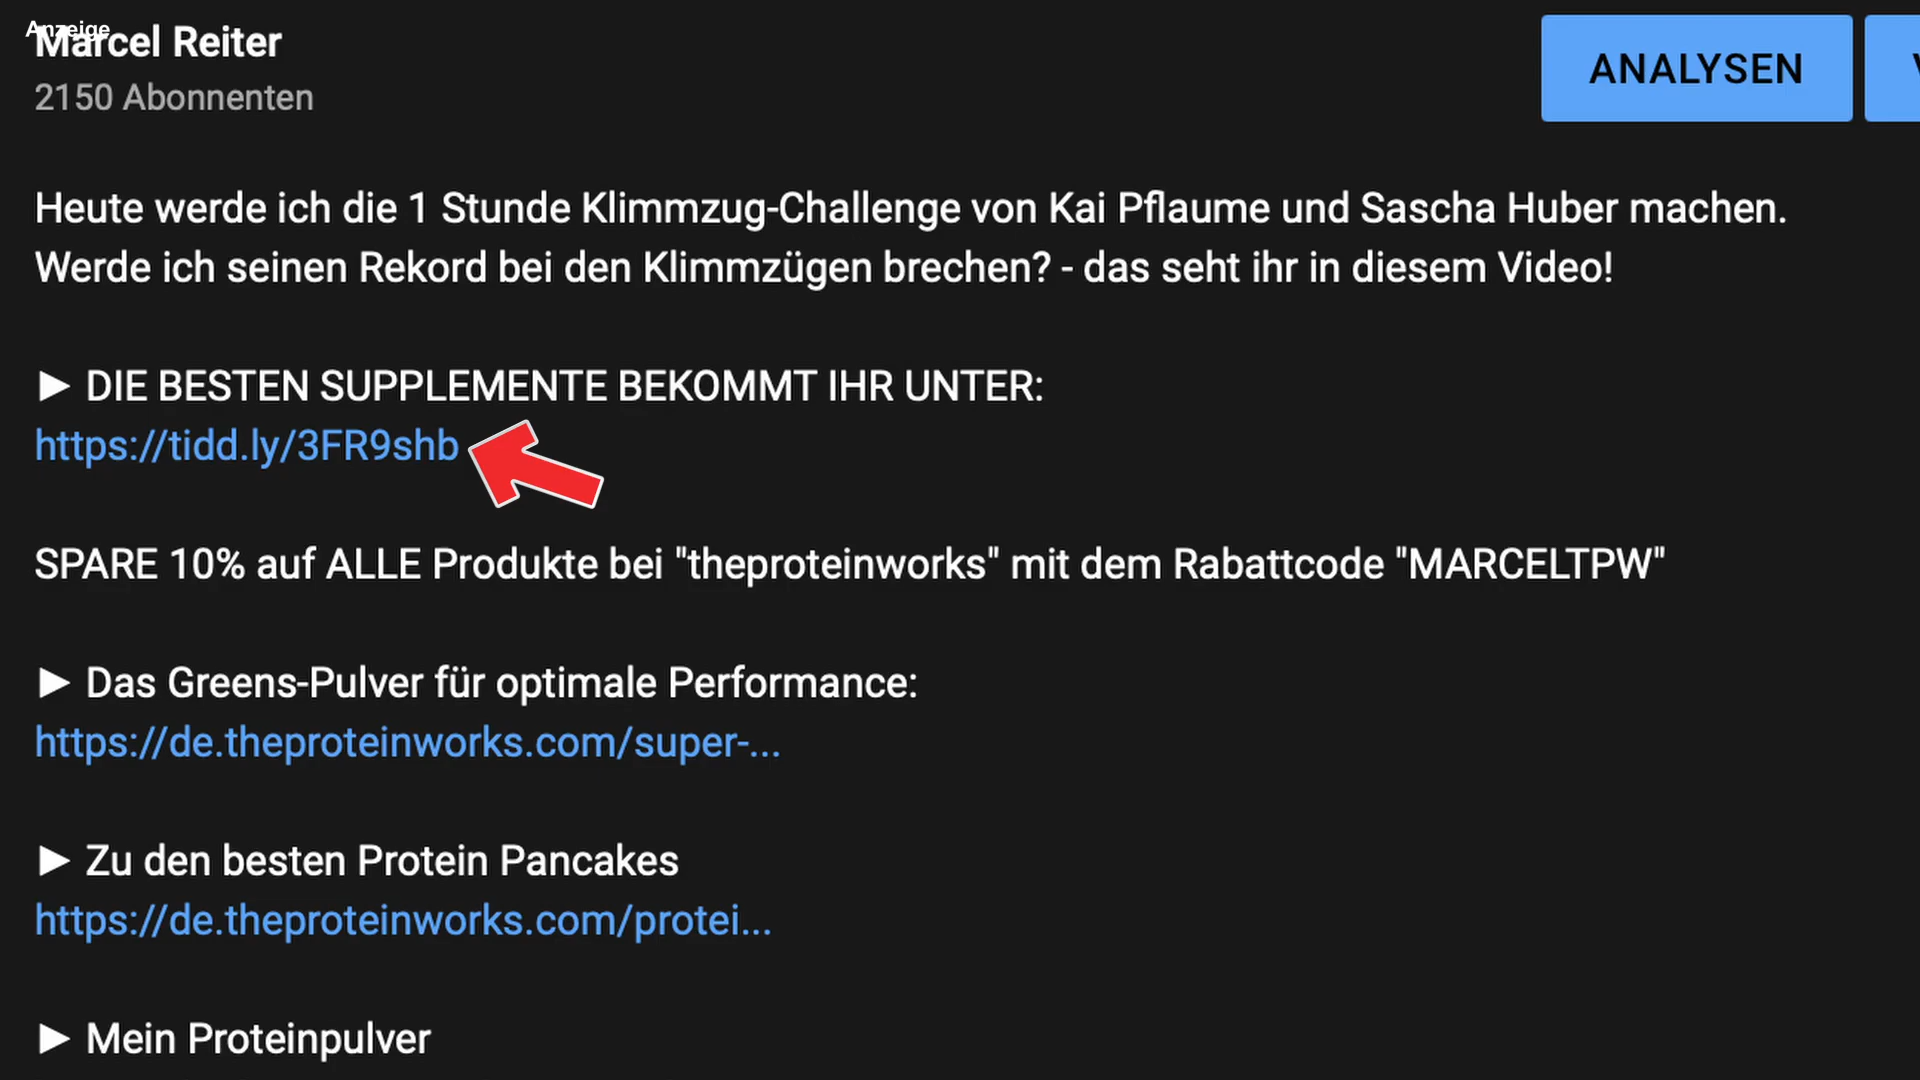 Anzeige
Marcel Reiter
2150 Abonnenten
ANALYSEN
Heute werde ich die 1 Stunde Klimmzug-Challenge von Kai Pflaume und Sascha Huber machen.
Werde ich seinen Rekord bei den Klimmzügen brechen? - das seht ihr in diesem Video!
► DIE BESTEN SUPPLEMENTE BEKOMMT IHR UNTER:
https://tidd.ly/3FR9shb
SPARE 10% auf ALLE Produkte bei "theproteinworks" mit dem Rabattcode "MARCELTPW"
► Das Greens-Pulver für optimale Performance:
https://de.theproteinworks.com/super-...
► Zu den besten Protein Pancakes
https://de.theproteinworks.com/protei...
► Mein Proteinpulver